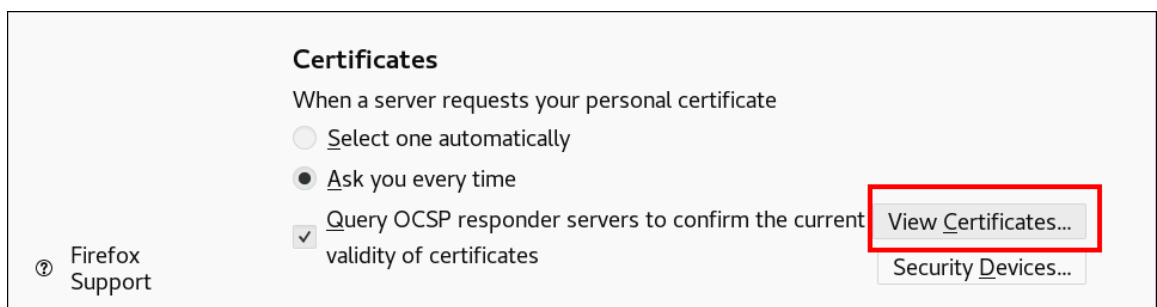 Certificates
When a server requests your personal certificate
Select one automatically
Ask you every time
Query OCSP responder servers to confirm the current
validity of certificates
View Certificates...
Security Devices...
Firefox
Support